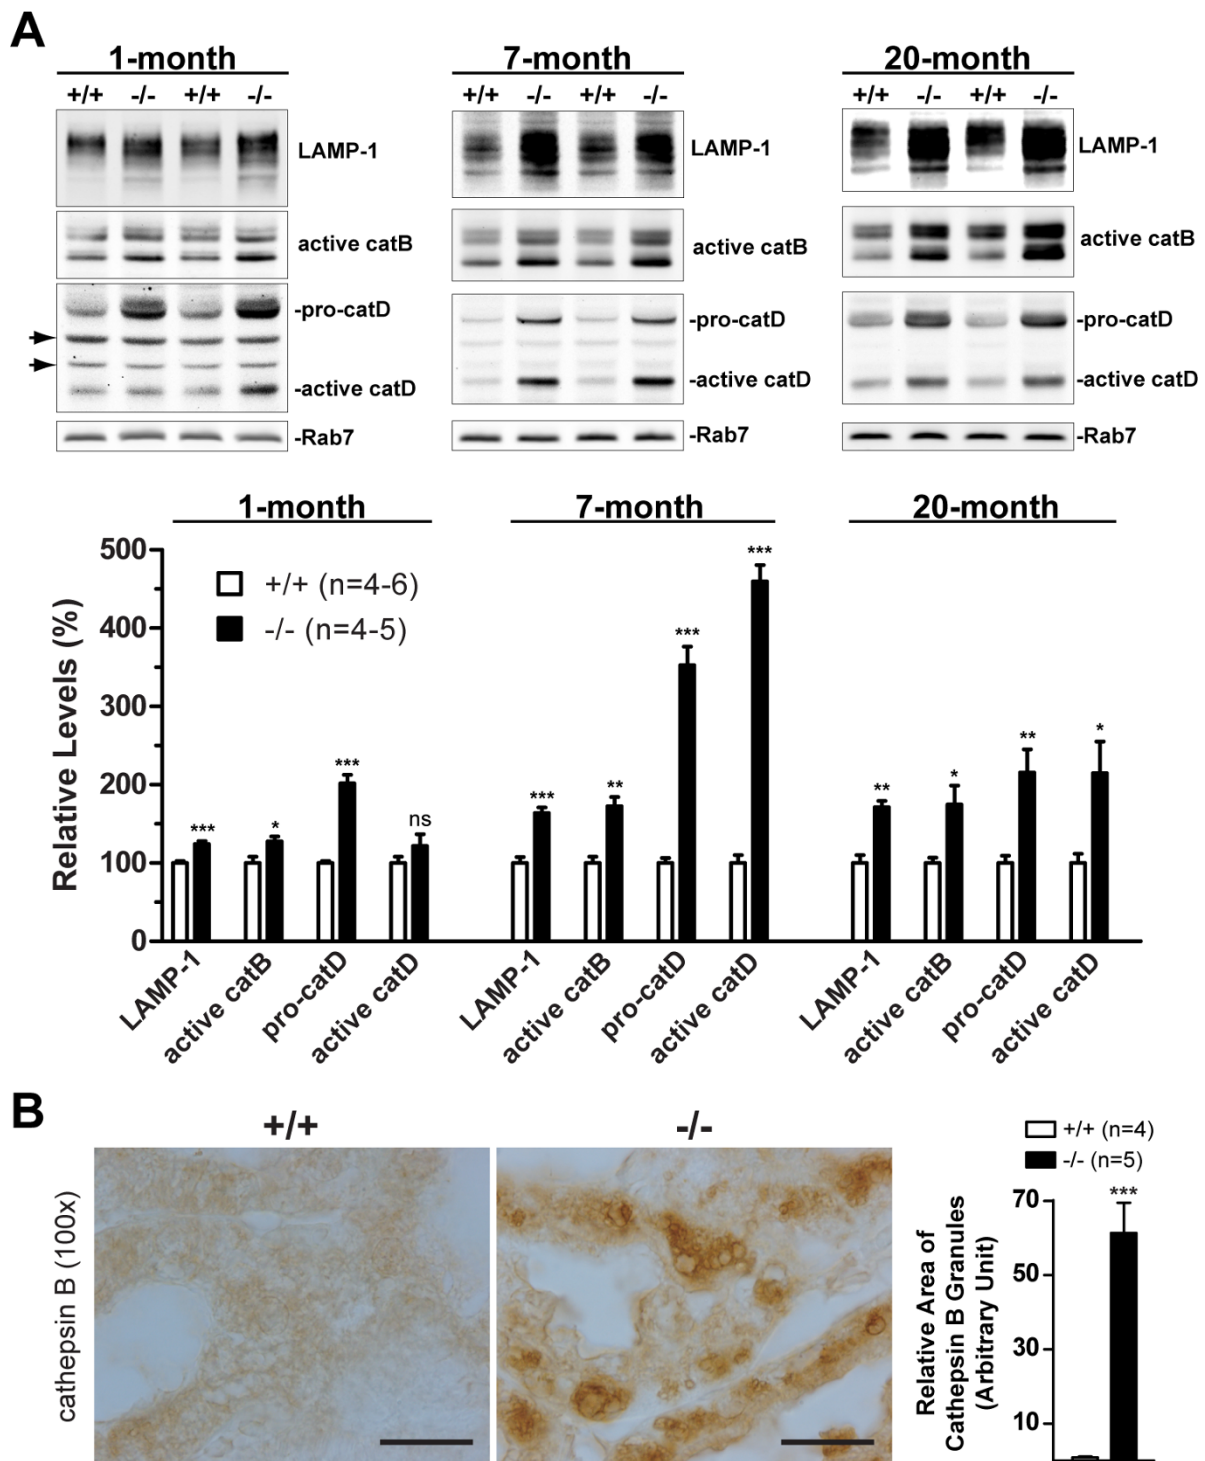 A
1-month 7-month 20-month
+/+ -/- +/+ -/- +/+ -/- +/+ -/- +/+ -/- +/+ -/-
LAMP-1 LAMP-1 LAMP-1
active catB active catB active catB
-pro-catD -pro-catD -pro-catD
-active catD -active catD -active catD
-Rab7 -Rab7 -Rab7
1-month 7-month 20-month
Relative Levels (%)
500
400
300
200
100
0
+/+ (n=4-6)
-/- (n=4-5)
*** * *** ns *** ** *** *** ** * ** *
LAMP-1 active catB pro-catD active catD LAMP-1 active catB pro-catD active catD LAMP-1 active catB pro-catD active catD
B
+/+ -/-
cathepsin B (100x)
+/+ (n=4)
-/- (n=5)
Relative Area of
Cathepsin B Granules
(Arbitrary Unit)
70
50
30
10
***